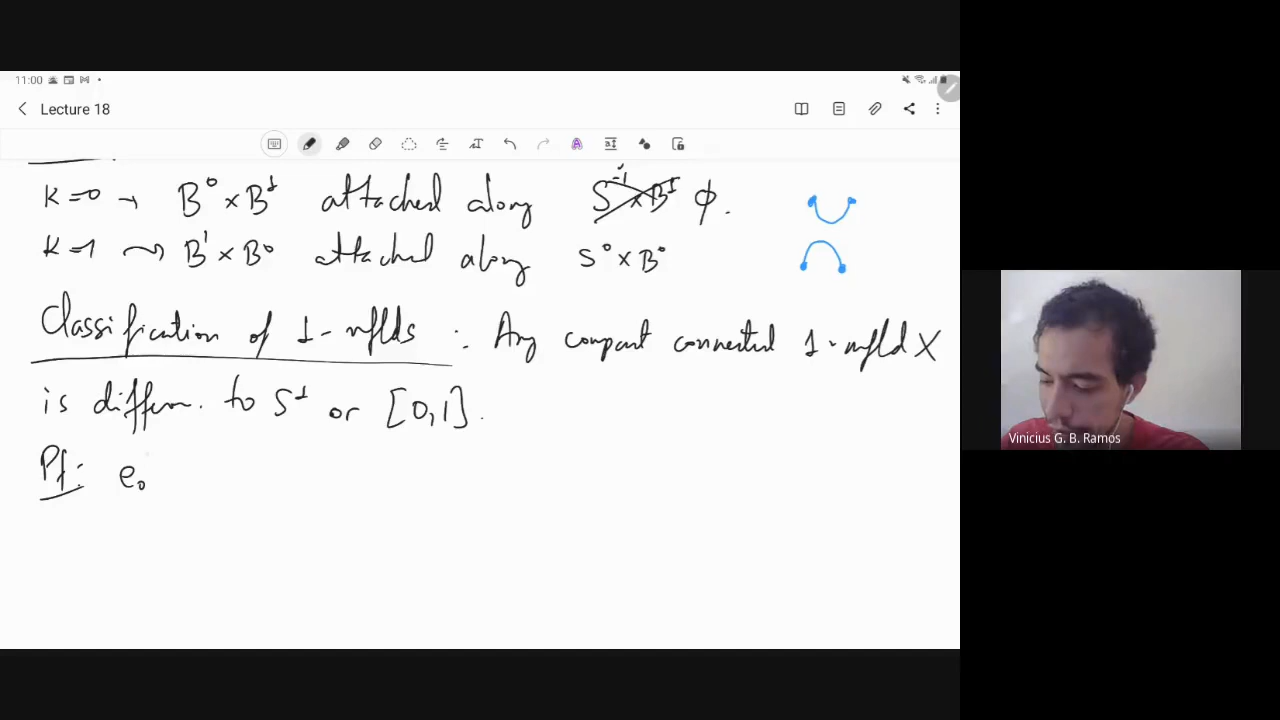 11:00
Lecture 18
K=0 → B⁰ × B¹ attached along S⁻¹ × B¹ ϕ.
K=1 ⤳ B¹ × B⁰ attached along S⁰ × B⁰
Classification of 1-mflds : Any compact connected 1-mfld X
is diffeom. to S¹ or [0,1].
Pf: e₀
Vinicius G. B. Ramos